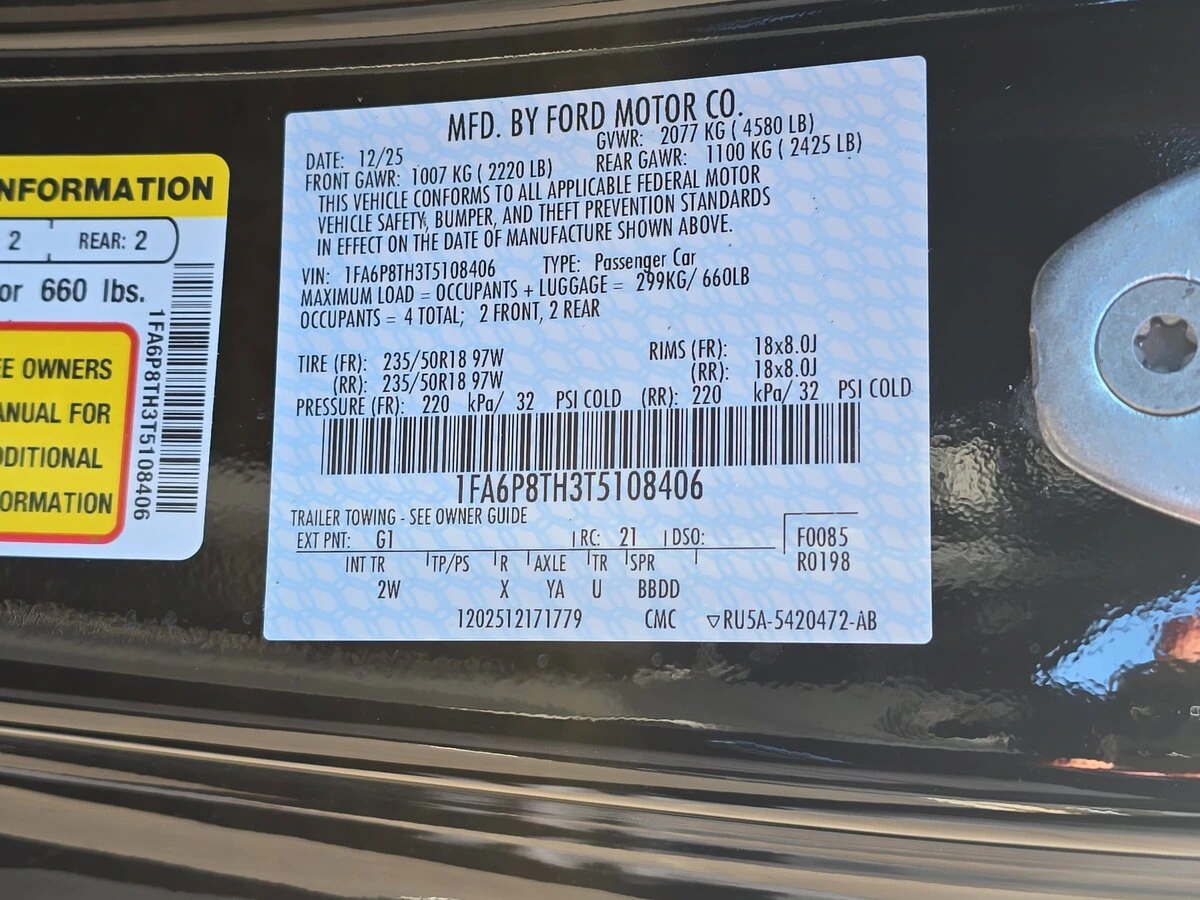 NFORMATION
2 REAR: 2
or 660 lbs.
EE OWNERS
ANUAL FOR
DDITIONAL
ORMATION
1FA6P8TH3T5108406
MFD. BY FORD MOTOR CO.
DATE: 12/25 GVWR: 2077 KG ( 4580 LB)
FRONT GAWR: 1007 KG ( 2220 LB) REAR GAWR: 1100 KG ( 2425 LB)
THIS VEHICLE CONFORMS TO ALL APPLICABLE FEDERAL MOTOR
VEHICLE SAFETY, BUMPER, AND THEFT PREVENTION STANDARDS
IN EFFECT ON THE DATE OF MANUFACTURE SHOWN ABOVE.
VIN: 1FA6P8TH3T5108406 TYPE: Passenger Car
MAXIMUM LOAD = OCCUPANTS + LUGGAGE = 299KG/ 660LB
OCCUPANTS = 4 TOTAL; 2 FRONT, 2 REAR
TIRE (FR): 235/50R18 97W RIMS (FR): 18x8.0J
(RR): 235/50R18 97W (RR): 18x8.0J
PRESSURE (FR): 220 kPa/ 32 PSI COLD (RR): 220 kPa/ 32 PSI COLD
1FA6P8TH3T5108406
TRAILER TOWING - SEE OWNER GUIDE
EXT PNT: G1 RC: 21 DSO: F0085
INT TR TP/PS R AXLE TR SPR R0198
2W X YA U BBDD
1202512171779 CMC ▽RU5A-5420472-AB